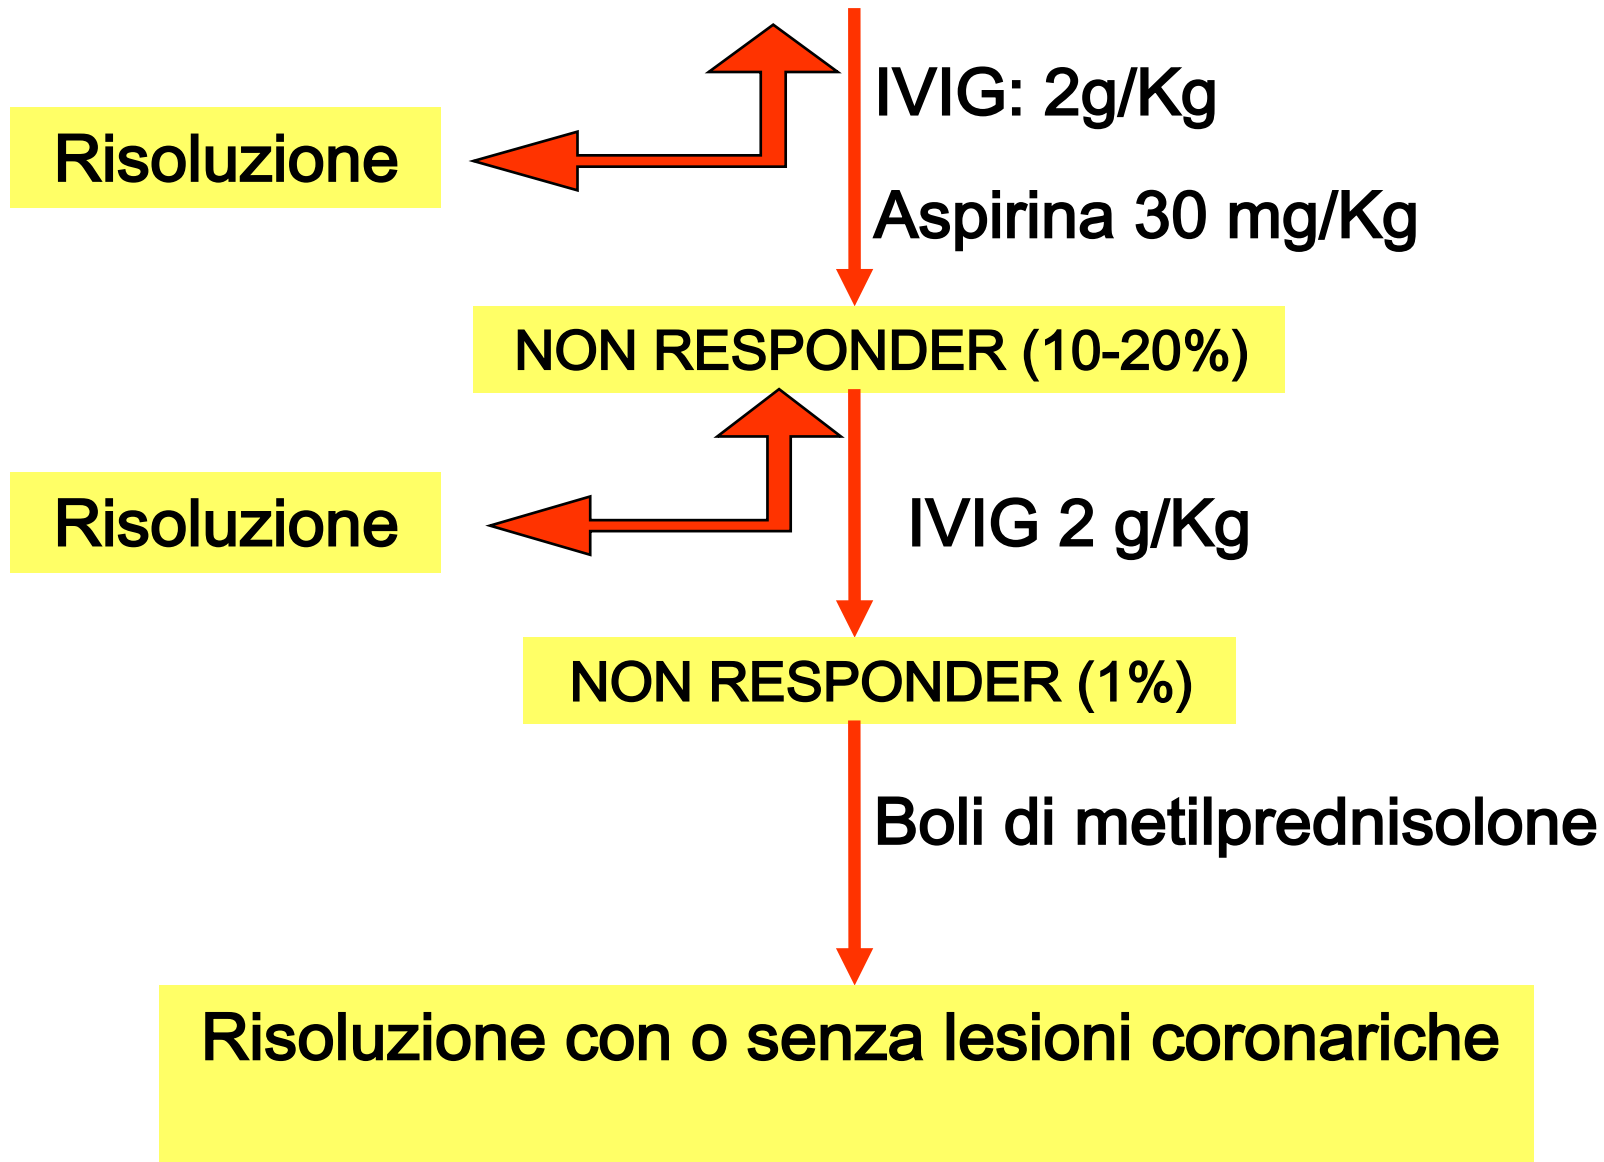 IVIG: 2g/Kg
Risoluzione
Aspirina 30 mg/Kg
NON RESPONDER (10-20%)
Risoluzione
IVIG 2 g/Kg
NON RESPONDER (1%)
Boli di metilprednisolone
Risoluzione con o senza lesioni coronariche